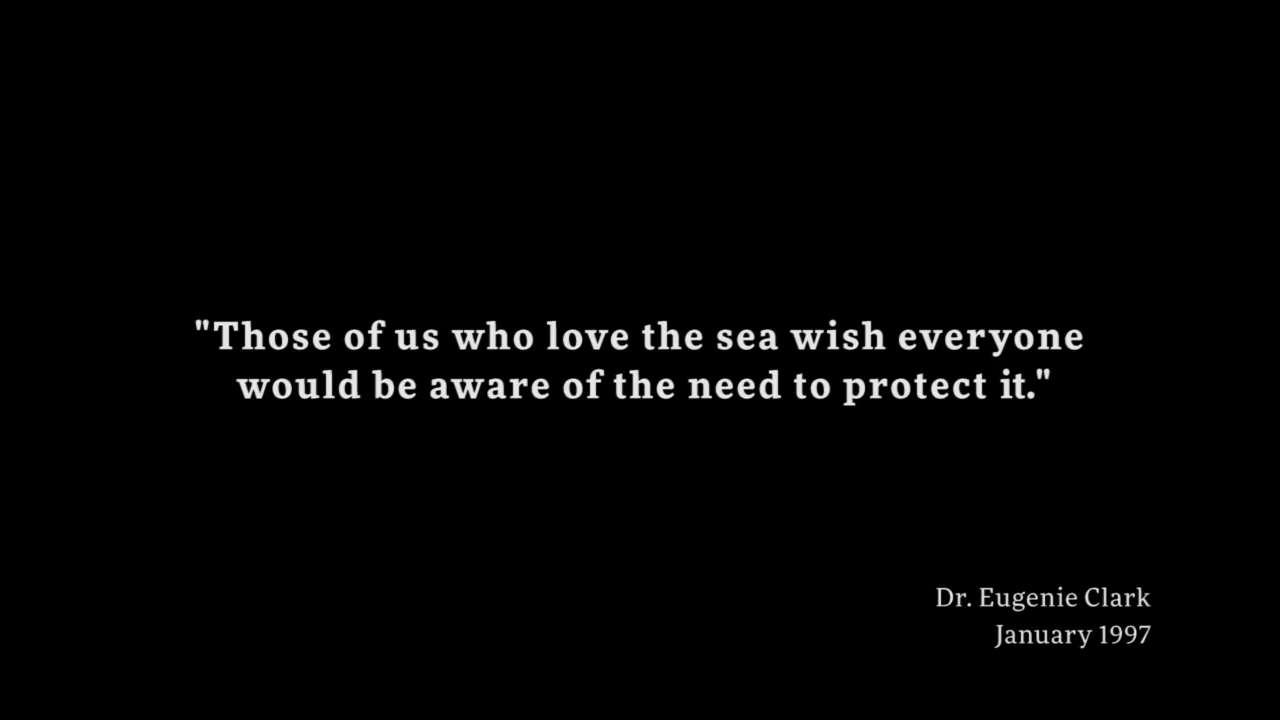 "Those of us who love the sea wish everyone
would be aware of the need to protect it."
Dr. Eugenie Clark
January 1997